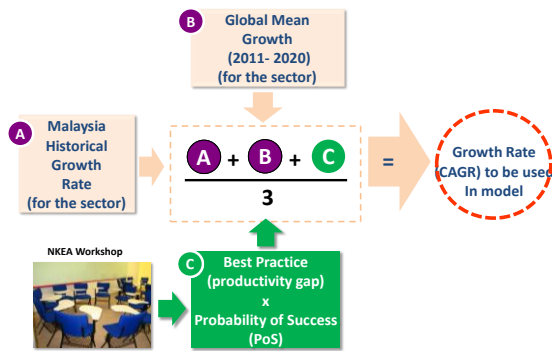 B
Global Mean
Growth
(2011- 2020)
(for the sector)
A
Malaysia
Historical
Growth
Rate
(for the sector)
A + B + C
3
=
Growth Rate
(CAGR) to be used
In model
NKEA Workshop
C
Best Practice
(productivity gap)
x
Probability of Success
(PoS)